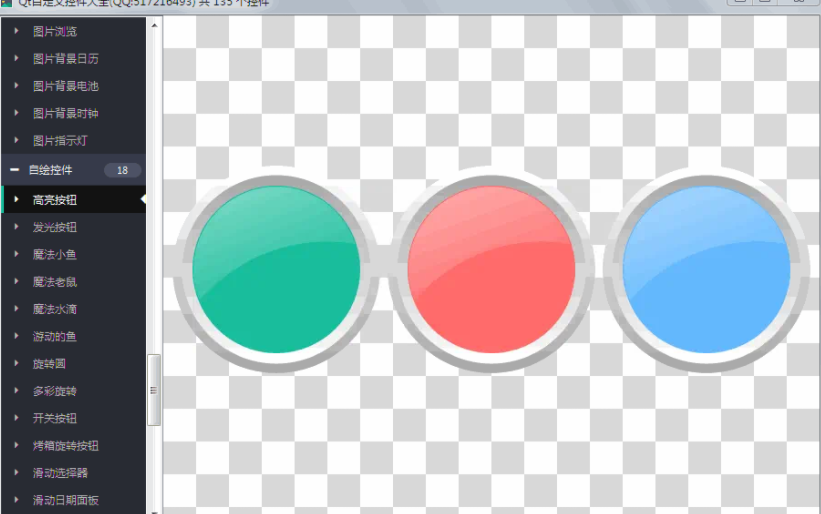 Qt自定义控件大全(QQ:517216493) 共 135 个控件
图片浏览
图片背景日历
图片背景电池
图片背景时钟
图片指示灯
自绘控件 18
高亮按钮
发光按钮
魔法小鱼
魔法老鼠
魔法水滴
游动的鱼
旋转圆
多彩旋转
开关按钮
烤箱旋转按钮
滑动选择器
滑动日期面板